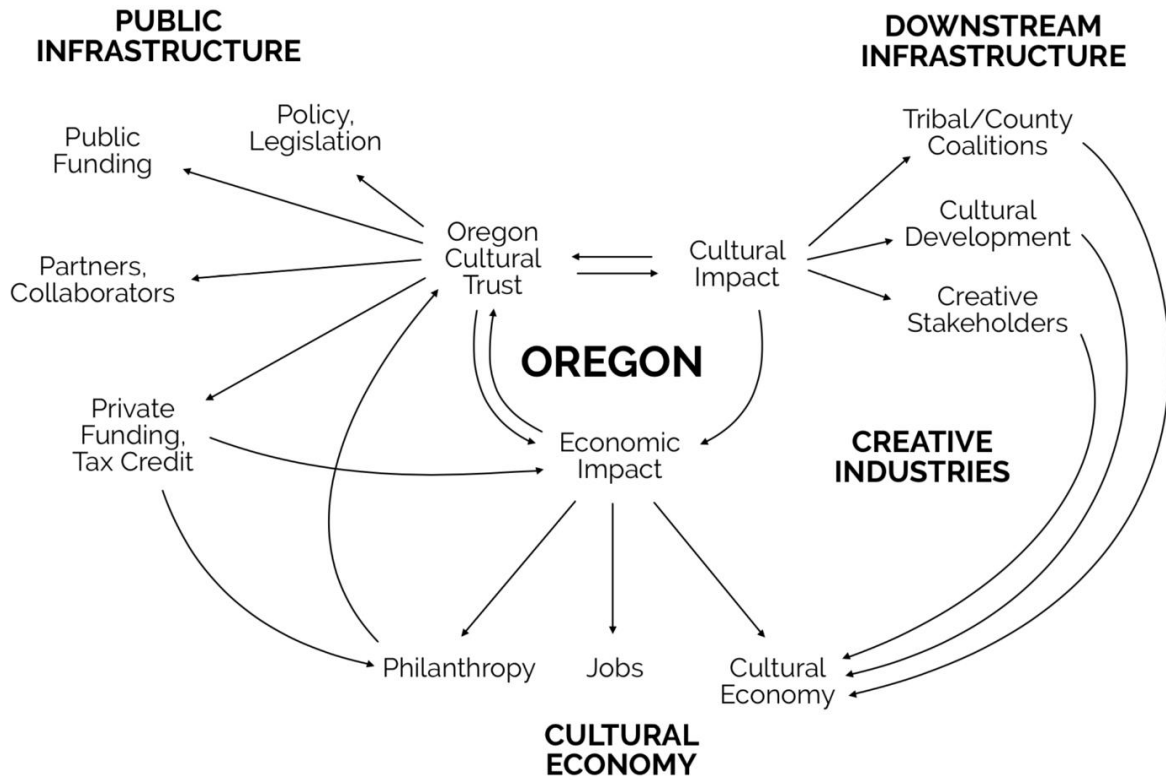 PUBLIC
INFRASTRUCTURE
DOWNSTREAM
INFRASTRUCTURE
Policy,
Legislation
Public
Funding
Tribal/County
Coalitions
Oregon
Cultural
Trust
Cultural
Impact
Cultural
Development
Partners,
Collaborators
Creative
Stakeholders
OREGON
Private
Funding,
Tax Credit
Economic
Impact
CREATIVE
INDUSTRIES
Philanthropy
Jobs
Cultural
Economy
CULTURAL
ECONOMY